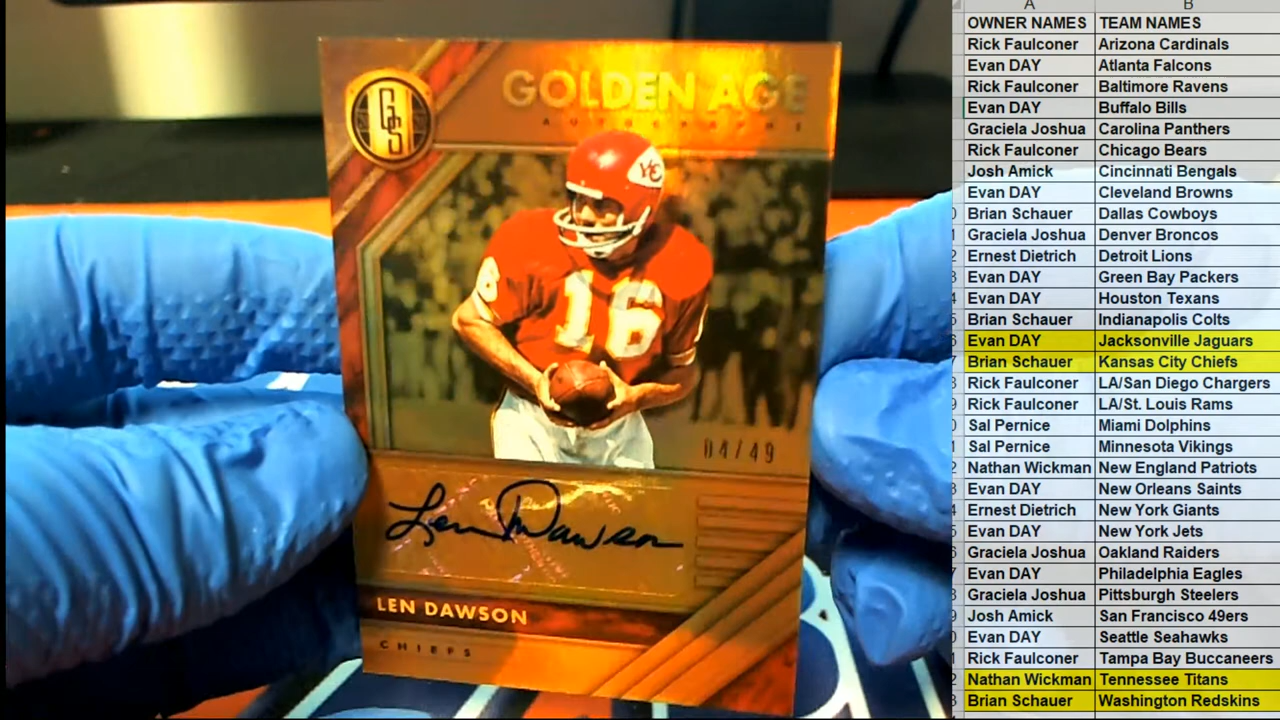 GS
GOLDEN AGE
AUTOGRAPHS
KC
16
04/49
Len Dawson
LEN DAWSON
CHIEFS
A B
OWNER NAMES TEAM NAMES
Rick Faulconer Arizona Cardinals
Evan DAY Atlanta Falcons
Rick Faulconer Baltimore Ravens
Evan DAY Buffalo Bills
Graciela Joshua Carolina Panthers
Rick Faulconer Chicago Bears
Josh Amick Cincinnati Bengals
Evan DAY Cleveland Browns
Brian Schauer Dallas Cowboys
Graciela Joshua Denver Broncos
Ernest Dietrich Detroit Lions
Evan DAY Green Bay Packers
Evan DAY Houston Texans
Brian Schauer Indianapolis Colts
Evan DAY Jacksonville Jaguars
Brian Schauer Kansas City Chiefs
Rick Faulconer LA/San Diego Chargers
Rick Faulconer LA/St. Louis Rams
Sal Pernice Miami Dolphins
Sal Pernice Minnesota Vikings
Nathan Wickman New England Patriots
Evan DAY New Orleans Saints
Ernest Dietrich New York Giants
Evan DAY New York Jets
Graciela Joshua Oakland Raiders
Evan DAY Philadelphia Eagles
Graciela Joshua Pittsburgh Steelers
Josh Amick San Francisco 49ers
Evan DAY Seattle Seahawks
Rick Faulconer Tampa Bay Buccaneers
Nathan Wickman Tennessee Titans
Brian Schauer Washington Redskins